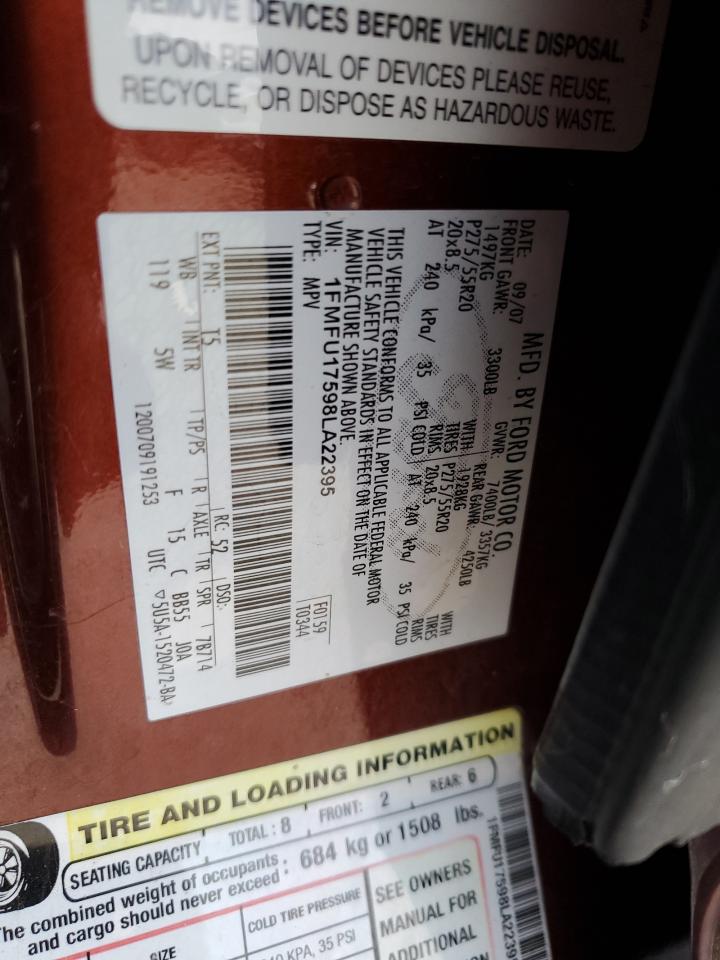 REMOVE DEVICES BEFORE VEHICLE DISPOSAL.
UPON REMOVAL OF DEVICES PLEASE REUSE,
RECYCLE, OR DISPOSE AS HAZARDOUS WASTE.
MFD. BY FORD MOTOR CO.
DATE: 09/07 GVWR: 7400LB/ 3357KG
FRONT GAWR: 3300LB REAR GAWR: 4250LB
1497KG WITH 1928KG WITH
P275/55R20 TIRES P275/55R20 TIRES
20x8.5 RIMS 20x8.5 RIMS
AT 240 kPa/ 35 PSI COLD AT 240 kPa/ 35 PSI COLD
THIS VEHICLE CONFORMS TO ALL APPLICABLE FEDERAL MOTOR
VEHICLE SAFETY STANDARDS IN EFFECT ON THE DATE OF
MANUFACTURE SHOWN ABOVE.
VIN: 1FMFU17598LA22395
TYPE: MPV
F0159
T0344
EXT PNT: T5 RC: 52 DSO:
WB INT TR TP/PS R AXLE TR SPR 7B714
119 5W F 15 C BB55 J0A
1200709191253 UTC ▽5U5A-1520472-BA
TIRE AND LOADING INFORMATION
SEATING CAPACITY TOTAL: 8 FRONT: 2 REAR: 6
The combined weight of occupants
and cargo should never exceed: 684 kg or 1508 lbs.
SIZE COLD TIRE PRESSURE SEE OWNERS
KPA, 35 PSI MANUAL FOR
ADDITIONAL
1FMFU17598LA2239